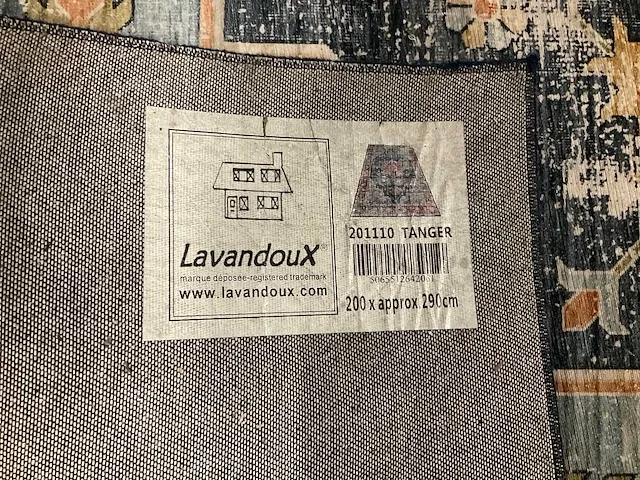 LavandouX®
marque déposée-registered trademark
www.lavandoux.com
201110 TANGER
200 x approx.290cm